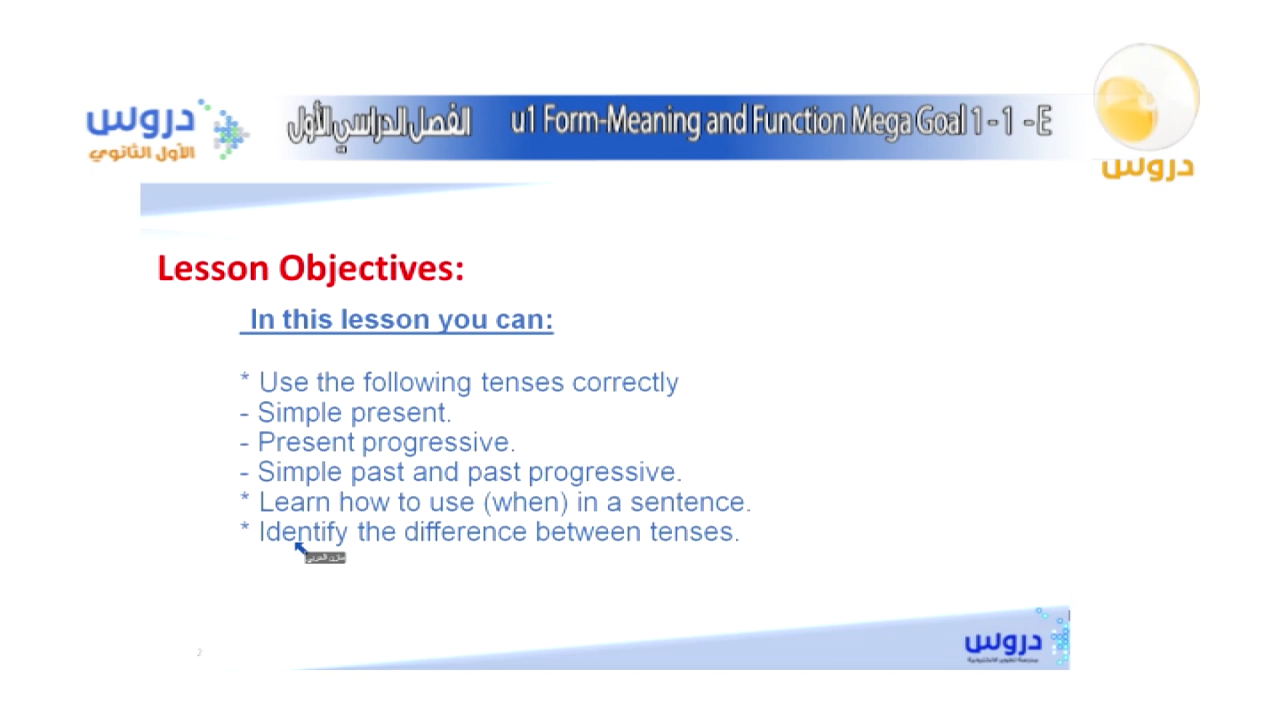 دروس
الأول الثانوي
الفصل الدراسي الأول
u1 Form-Meaning and Function Mega Goal 1 - 1 - E
دروس
Lesson Objectives:
In this lesson you can:
* Use the following tenses correctly
- Simple present.
- Present progressive.
- Simple past and past progressive.
* Learn how to use (when) in a sentence.
* Identify the difference between tenses.
2
دروس